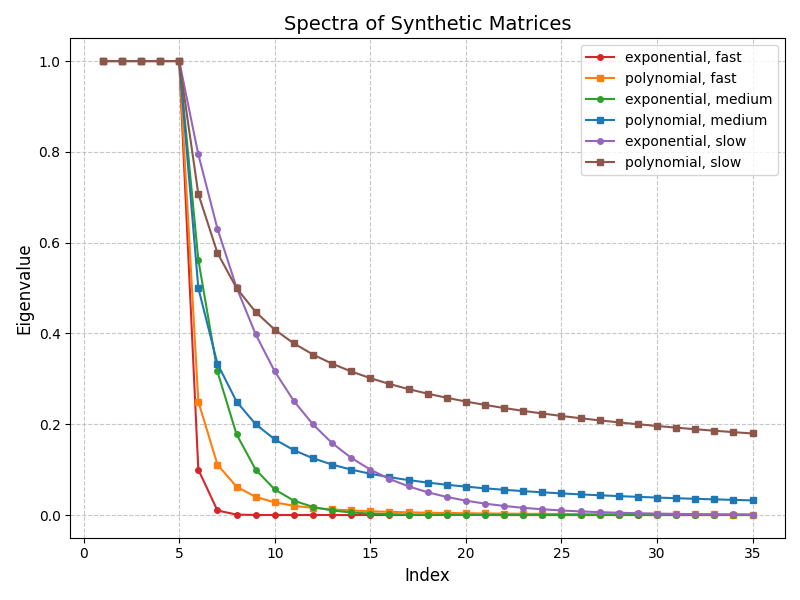 Spectra of Synthetic Matrices
Eigenvalue
1.0
0.8
0.6
0.4
0.2
0.0
exponential, fast
polynomial, fast
exponential, medium
polynomial, medium
exponential, slow
polynomial, slow
0 5 10 15 20 25 30 35
Index